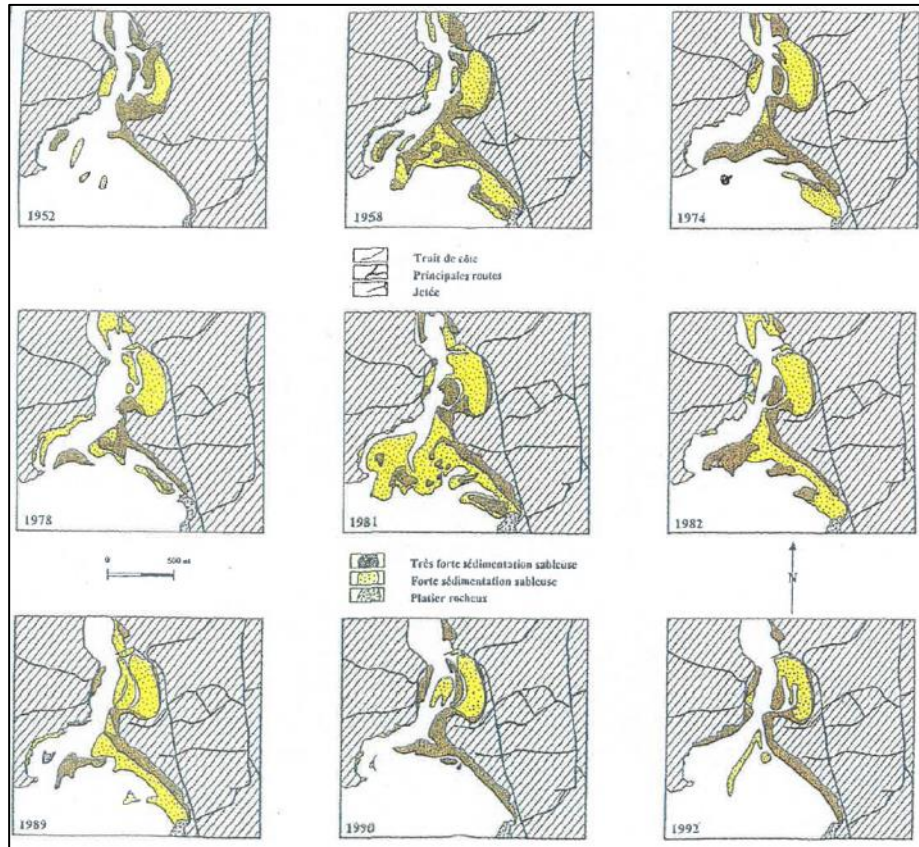 1952
1958
1974
Trait de côte
Principales routes
Jetée
1978
1981
1982
0 500 m
N
Très forte sédimentation sableuse
Forte sédimentation sableuse
Platier rocheux
1989
1990
1992